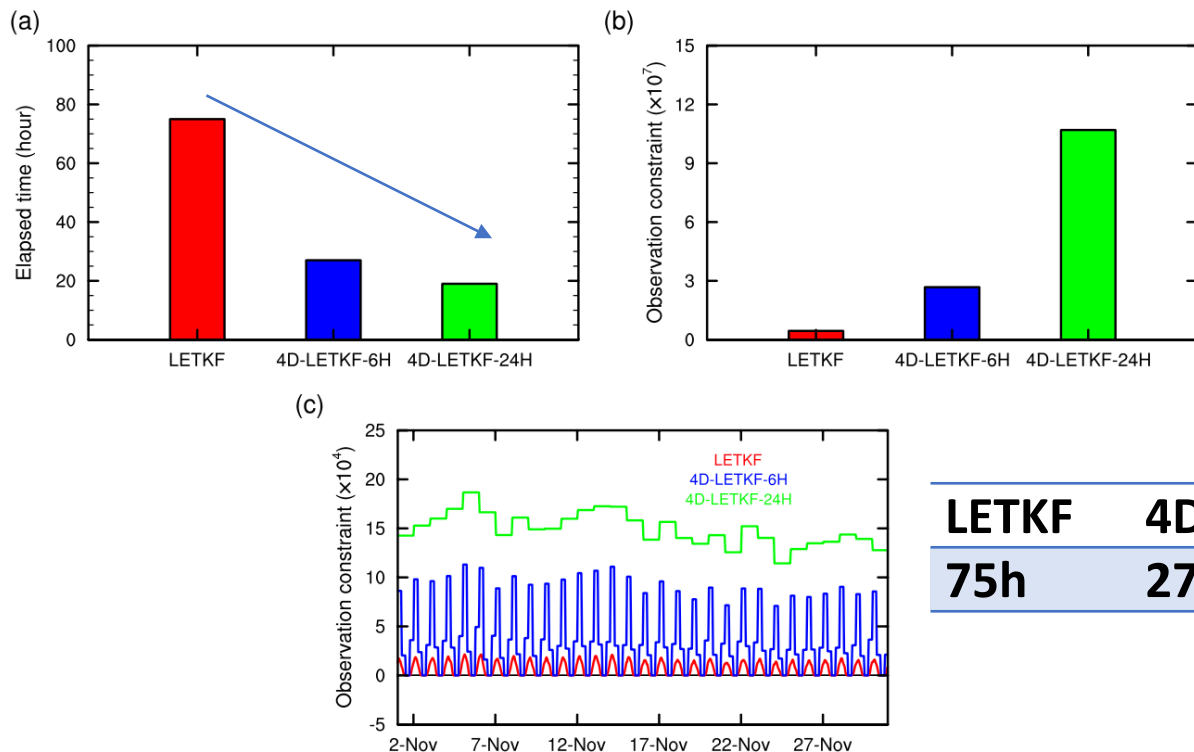 (a)
100
80
60
40
20
0
Elapsed time (hour)
LETKF 4D-LETKF-6H 4D-LETKF-24H
(b)
15
12
9
6
3
0
Observation constraint (×10⁷)
LETKF 4D-LETKF-6H 4D-LETKF-24H
(c)
25
20
15
10
5
0
-5
Observation constraint (×10⁴)
LETKF
4D-LETKF-6H
4D-LETKF-24H
2-Nov 7-Nov 12-Nov 17-Nov 22-Nov 27-Nov
LETKF 4D
75h 27